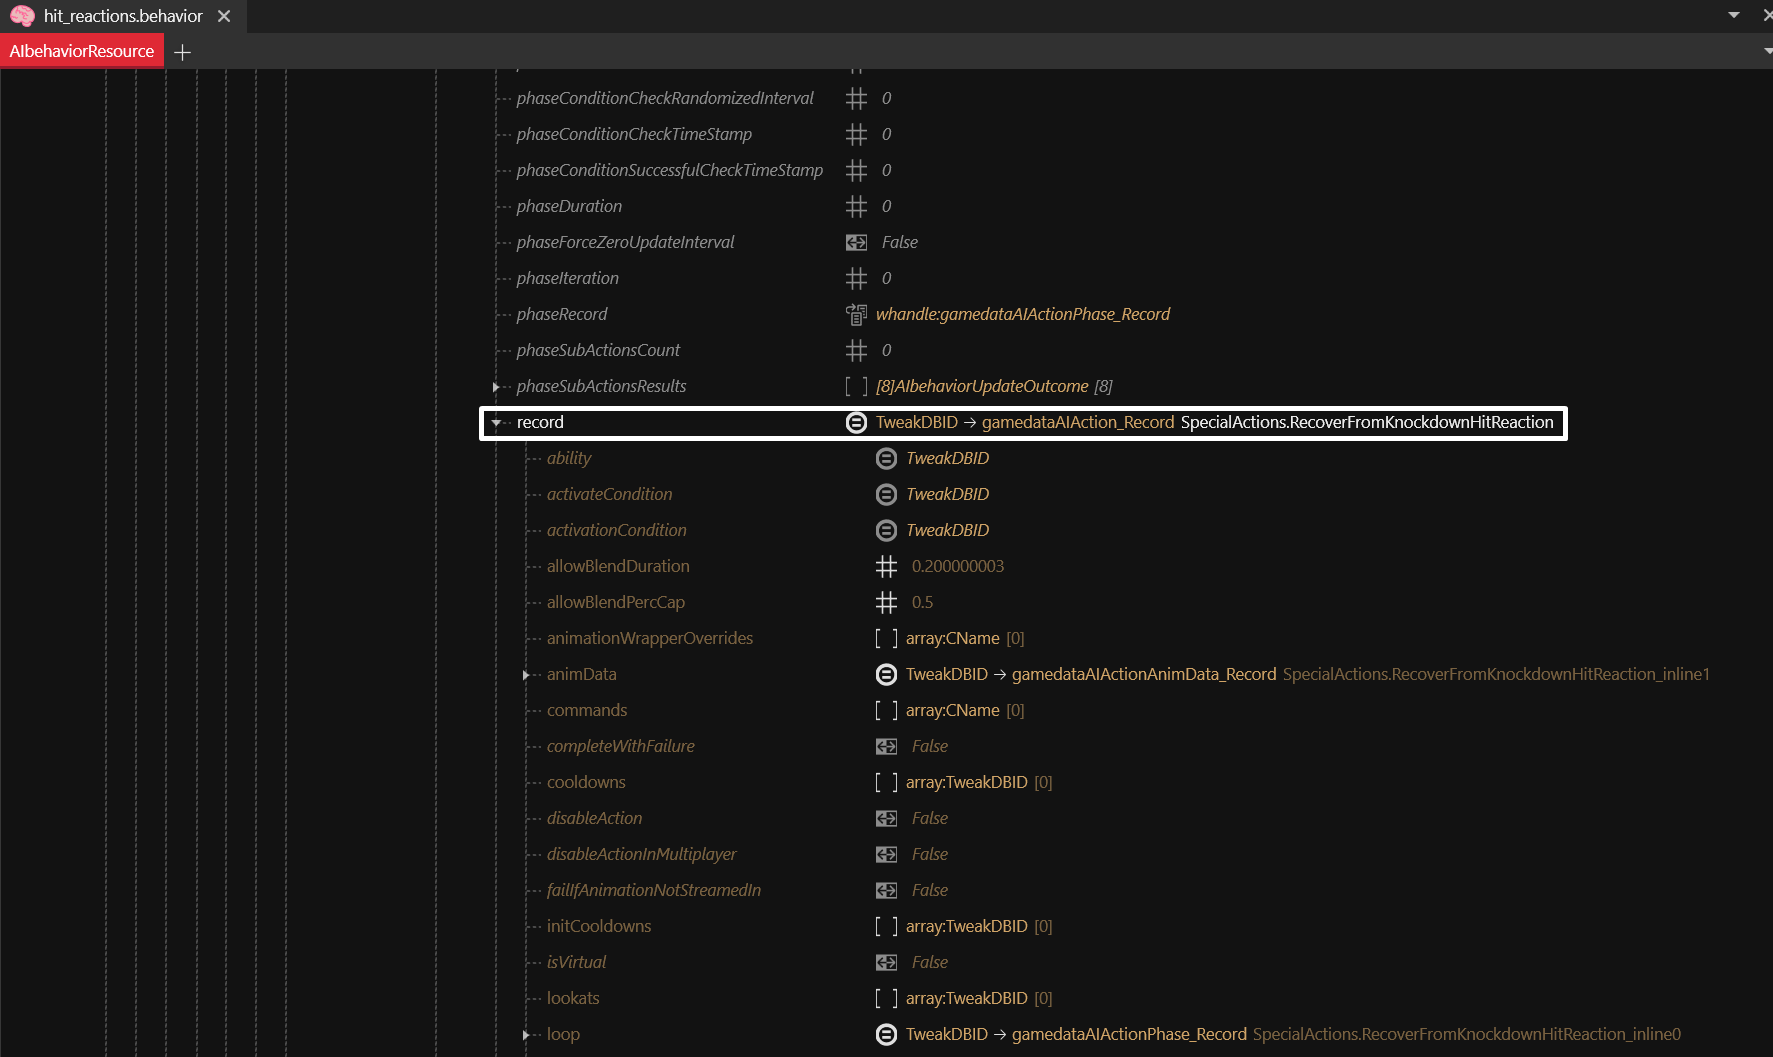 hit_reactions.behavior
AIbehaviorResource
phaseConditionCheckRandomizedInterval 0
phaseConditionCheckTimeStamp 0
phaseConditionSuccessfulCheckTimeStamp 0
phaseDuration 0
phaseForceZeroUpdateInterval False
phaseIteration 0
phaseRecord whandle:gamedataAIActionPhase_Record
phaseSubActionsCount 0
phaseSubActionsResults [ ] [8]AIbehaviorUpdateOutcome [8]
record TweakDBID → gamedataAIAction_Record SpecialActions.RecoverFromKnockdownHitReaction
ability TweakDBID
activateCondition TweakDBID
activationCondition TweakDBID
allowBlendDuration 0.200000003
allowBlendPercCap 0.5
animationWrapperOverrides [ ] array:CName [0]
animData TweakDBID → gamedataAIActionAnimData_Record SpecialActions.RecoverFromKnockdownHitReaction_inline1
commands [ ] array:CName [0]
completeWithFailure False
cooldowns [ ] array:TweakDBID [0]
disableAction False
disableActionInMultiplayer False
failIfAnimationNotStreamedIn False
initCooldowns [ ] array:TweakDBID [0]
isVirtual False
lookats [ ] array:TweakDBID [0]
loop TweakDBID → gamedataAIActionPhase_Record SpecialActions.RecoverFromKnockdownHitReaction_inline0